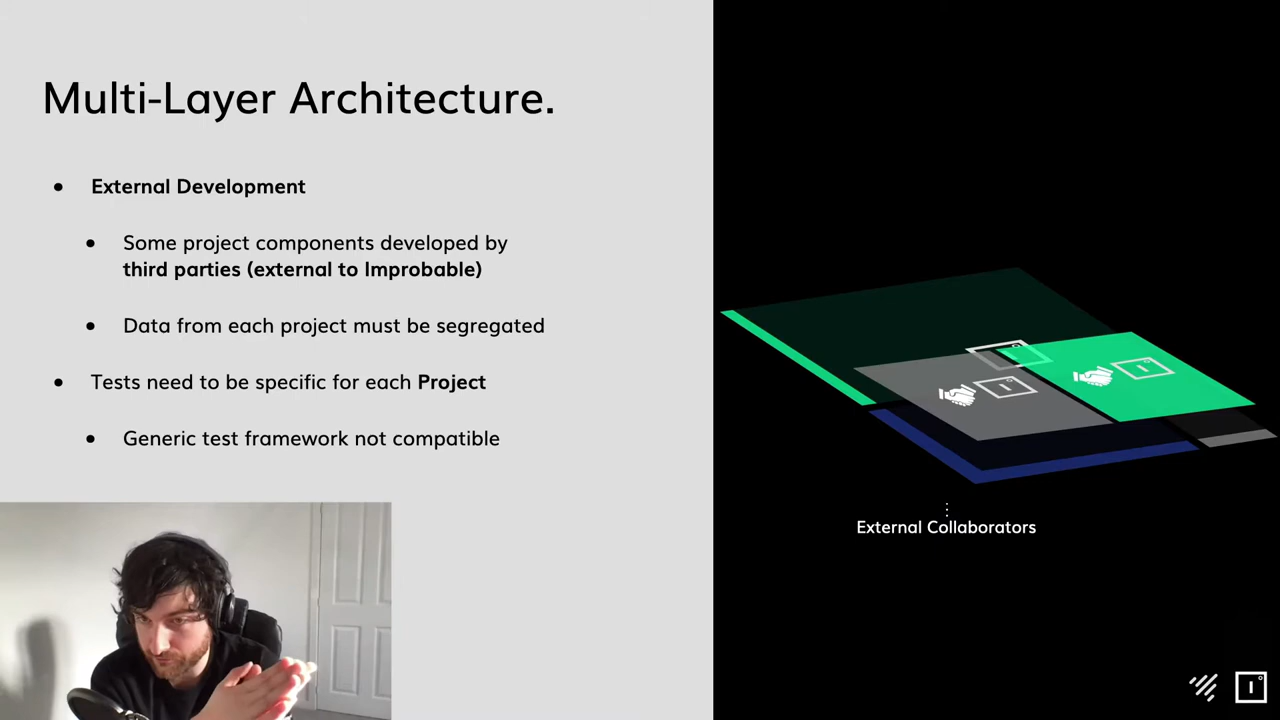 Multi-Layer Architecture.
External Development
Some project components developed by
third parties (external to Improbable)
Data from each project must be segregated
Tests need to be specific for each Project
Generic test framework not compatible
External Collaborators